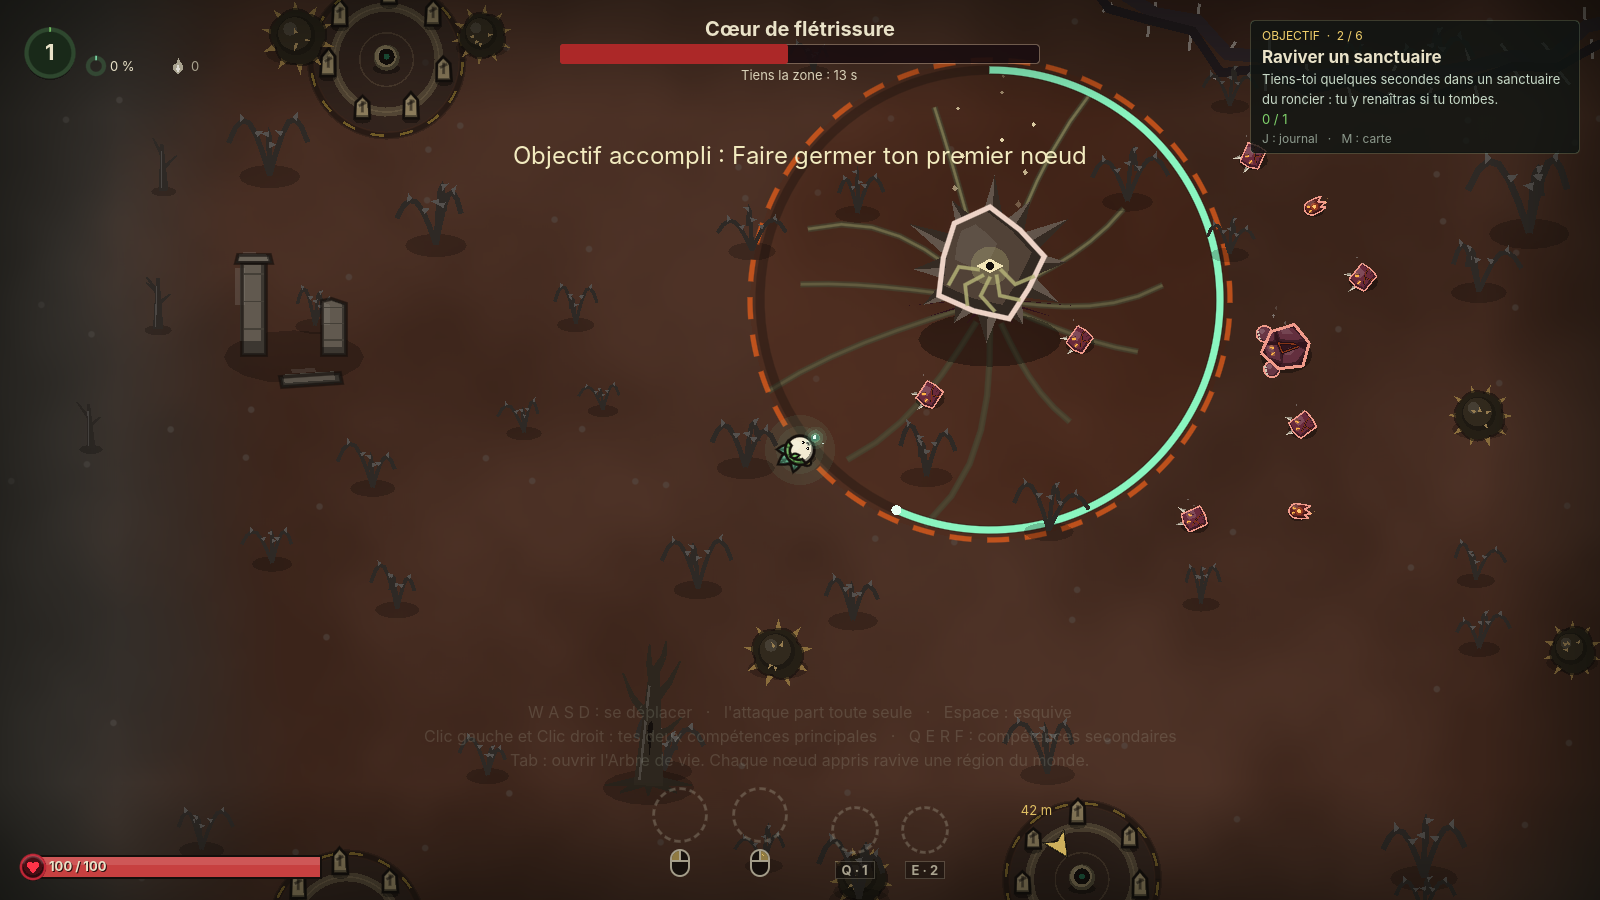 Cœur de flétrissure
Tiens la zone : 13 s
1
0 %
0
OBJECTIF · 2 / 6
Raviver un sanctuaire
Tiens-toi quelques secondes dans un sanctuaire
du roncier : tu y renaîtras si tu tombes.
0 / 1
J : journal · M : carte
Objectif accompli : Faire germer ton premier nœud
W A S D : se déplacer · l'attaque part toute seule · Espace : esquive
Clic gauche et Clic droit : tes deux compétences principales · Q E R F : compétences secondaires
Tab : ouvrir l'Arbre de vie. Chaque nœud appris ravive une région du monde.
42 m
100 / 100
Q · 1
E · 2